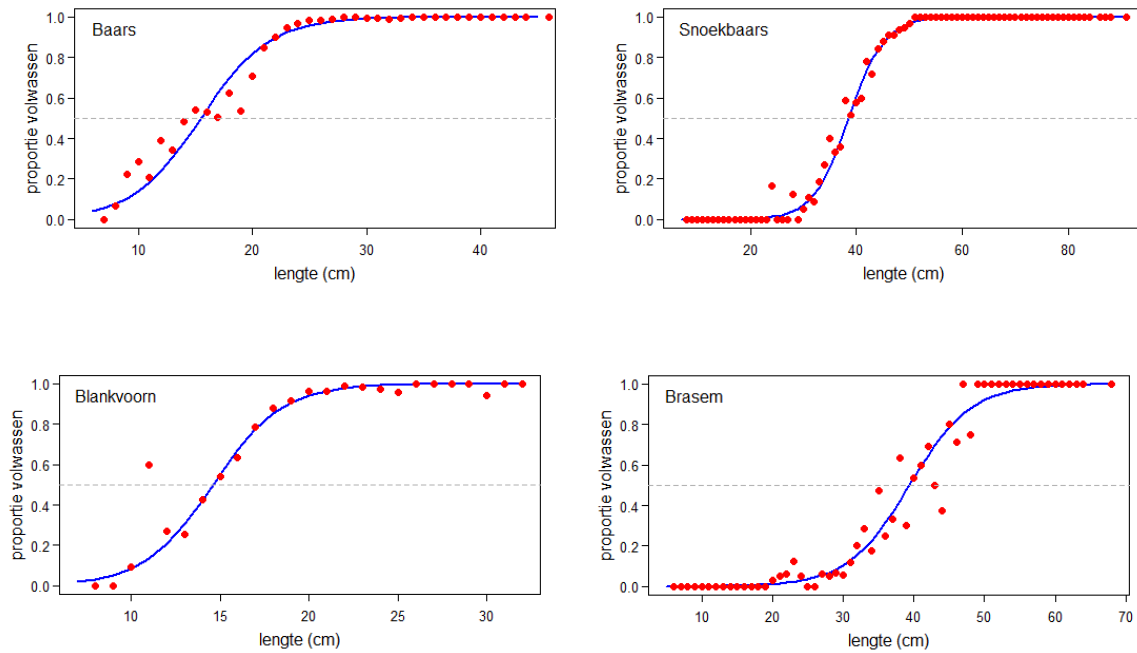 Baars
proportie volwassen
1.0
0.8
0.6
0.4
0.2
0.0
10 20 30 40
lengte (cm)
Snoekbaars
proportie volwassen
1.0
0.8
0.6
0.4
0.2
0.0
20 40 60 80
lengte (cm)
Blankvoorn
proportie volwassen
1.0
0.8
0.6
0.4
0.2
0.0
10 15 20 25 30
lengte (cm)
Brasem
proportie volwassen
1.0
0.8
0.6
0.4
0.2
0.0
10 20 30 40 50 60 70
lengte (cm)